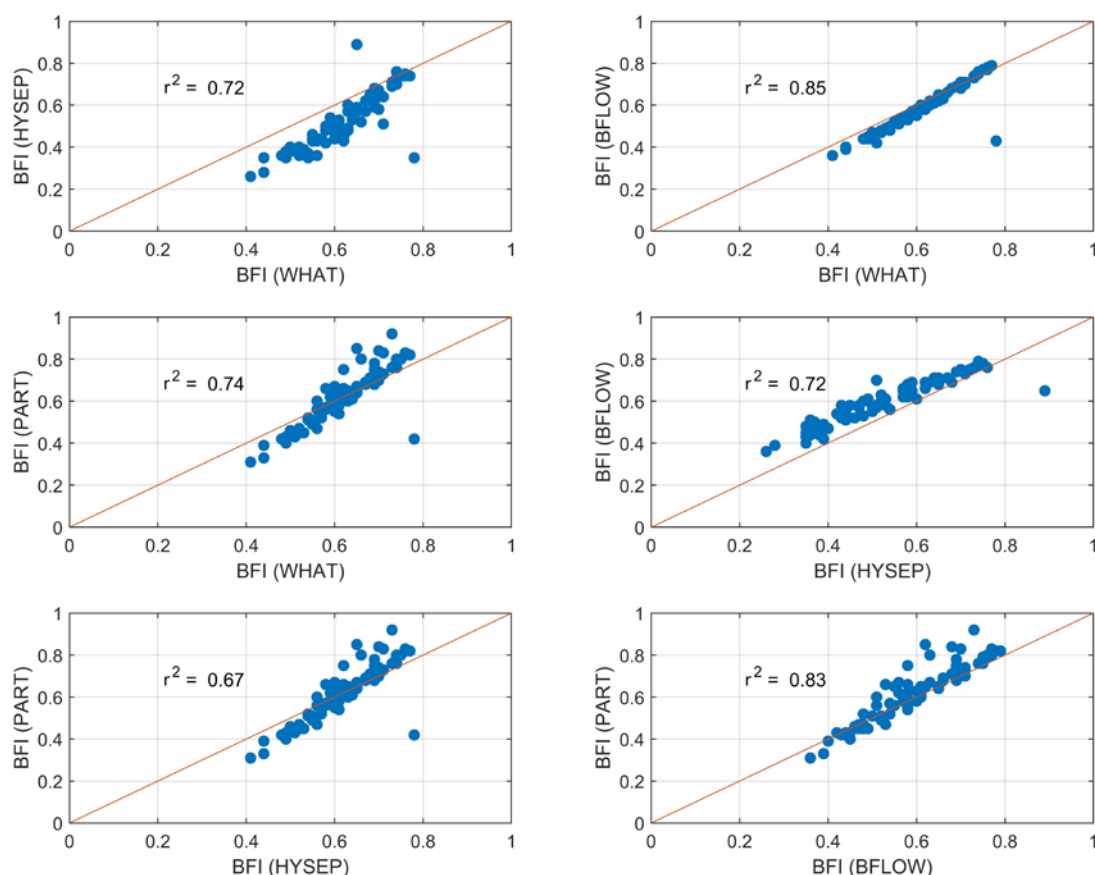 1
0.8
0.6
0.4
0.2
0
BFI (HYSEP)
r2 = 0.72
0 0.2 0.4 0.6 0.8 1
BFI (WHAT)
1
0.8
0.6
0.4
0.2
0
BFI (BFLOW)
r2 = 0.85
0 0.2 0.4 0.6 0.8 1
BFI (WHAT)
1
0.8
0.6
0.4
0.2
0
BFI (PART)
r2 = 0.74
0 0.2 0.4 0.6 0.8 1
BFI (WHAT)
1
0.8
0.6
0.4
0.2
0
BFI (BFLOW)
r2 = 0.72
0 0.2 0.4 0.6 0.8 1
BFI (HYSEP)
1
0.8
0.6
0.4
0.2
0
BFI (PART)
r2 = 0.67
0 0.2 0.4 0.6 0.8 1
BFI (HYSEP)
1
0.8
0.6
0.4
0.2
0
BFI (PART)
r2 = 0.83
0 0.2 0.4 0.6 0.8 1
BFI (BFLOW)